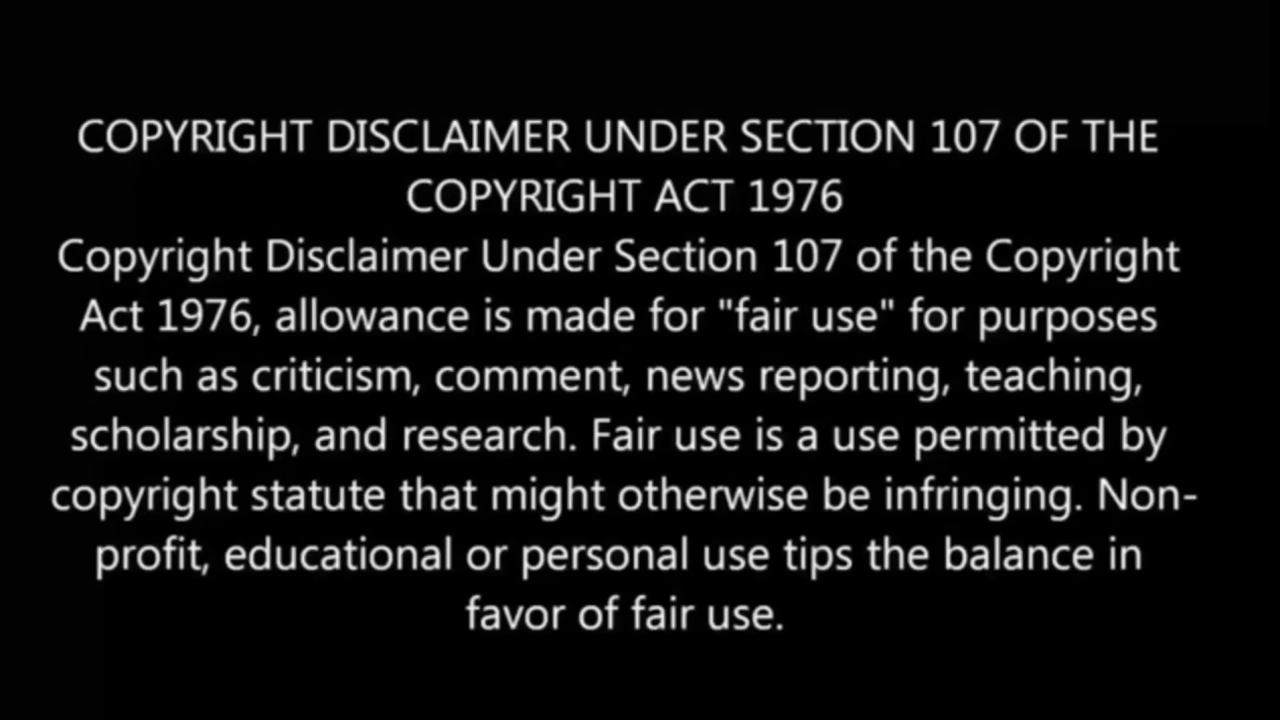 COPYRIGHT DISCLAIMER UNDER SECTION 107 OF THE
COPYRIGHT ACT 1976
Copyright Disclaimer Under Section 107 of the Copyright
Act 1976, allowance is made for "fair use" for purposes
such as criticism, comment, news reporting, teaching,
scholarship, and research. Fair use is a use permitted by
copyright statute that might otherwise be infringing. Non-
profit, educational or personal use tips the balance in
favor of fair use.